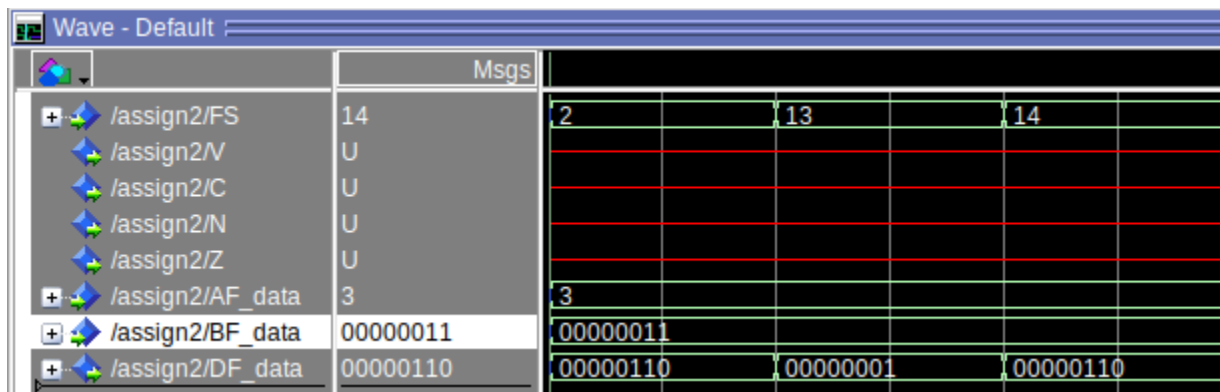 Wave - Default
Msgs
/assign2/FS 14 2 13 14
/assign2/V U
/assign2/C U
/assign2/N U
/assign2/Z U
/assign2/AF_data 3 3
/assign2/BF_data 00000011 00000011
/assign2/DF_data 00000110 00000110 00000001 00000110